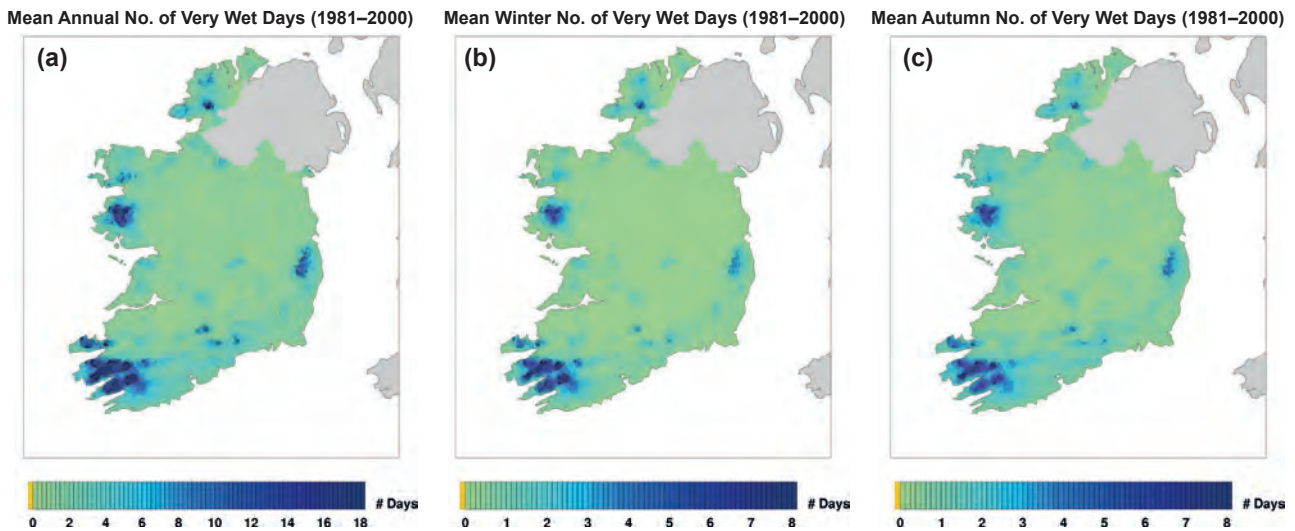 Mean Annual No. of Very Wet Days (1981–2000)
Mean Winter No. of Very Wet Days (1981–2000)
Mean Autumn No. of Very Wet Days (1981–2000)
(a)
(b)
(c)
# Days
# Days
# Days
0 2 4 6 8 10 12 14 16 18
0 1 2 3 4 5 6 7 8
0 1 2 3 4 5 6 7 8